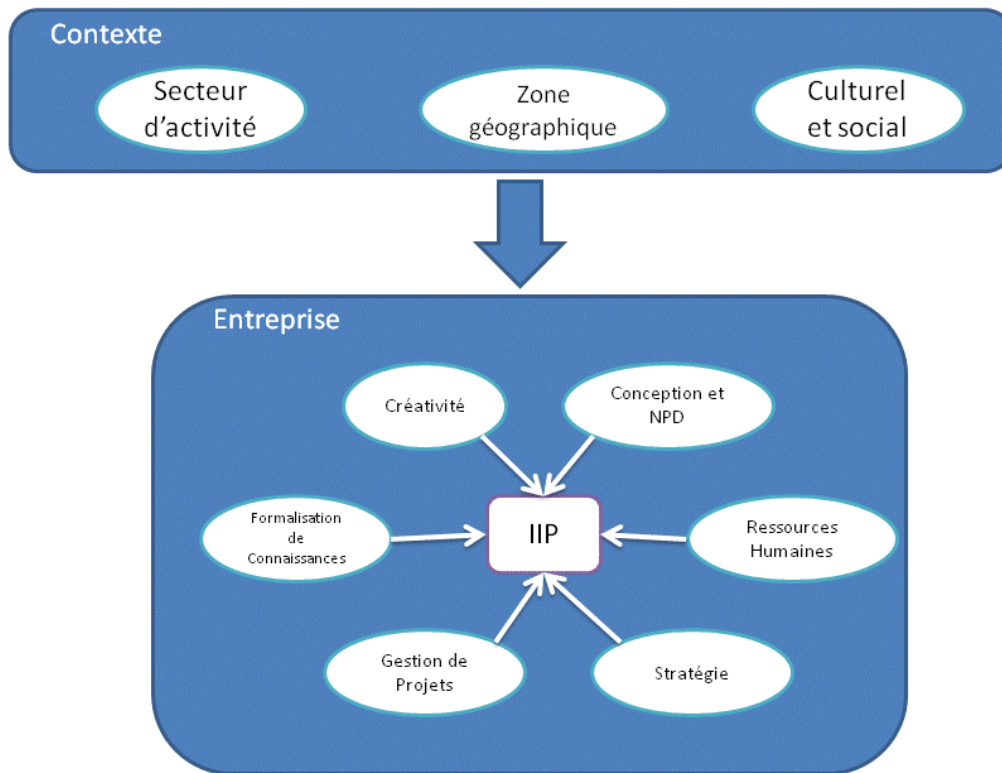 Contexte
Secteur
d'activité
Zone
géographique
Culturel
et social
Entreprise
Créativité
Conception et
NPD
Formalisation
de
Connaissances
IIP
Ressources
Humaines
Gestion de
Projets
Stratégie